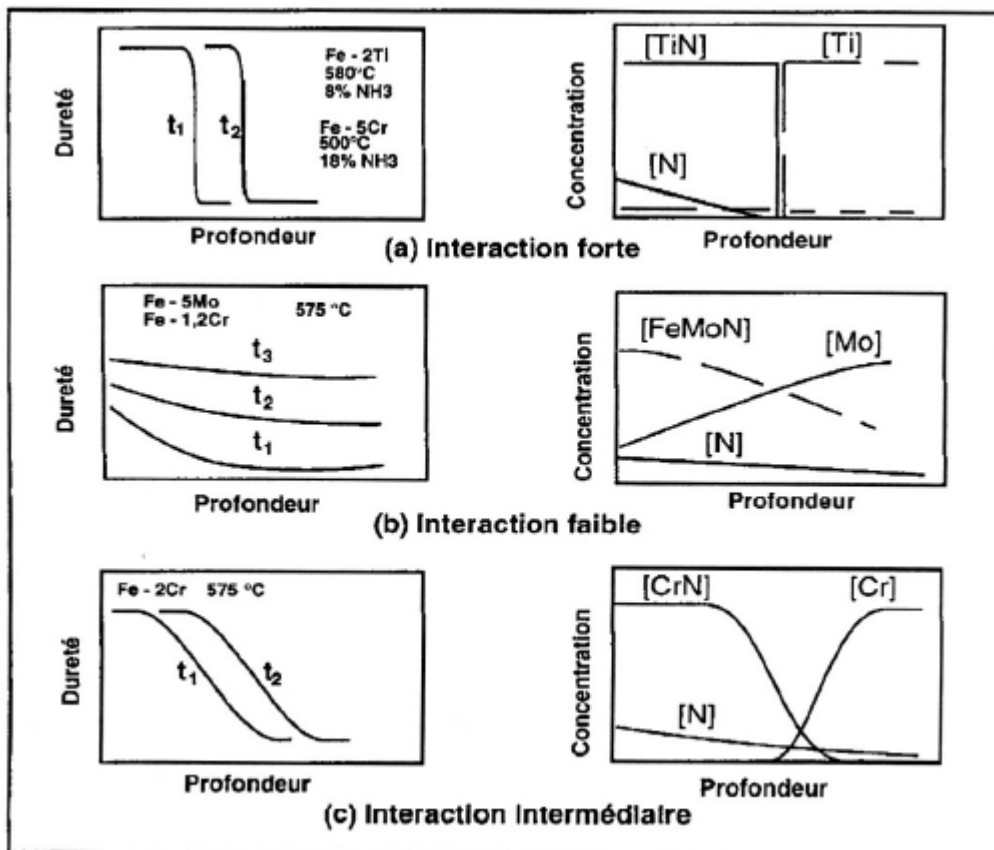 Dureté
t1
t2
Fe - 2Ti
580°C
8% NH3
Fe - 5Cr
500°C
18% NH3
Profondeur
Concentration
[TiN]
[Ti]
[N]
Profondeur
(a) Interaction forte
Dureté
Fe - 5Mo
Fe - 1,2Cr
575 °C
t3
t2
t1
Profondeur
Concentration
[FeMoN]
[Mo]
[N]
Profondeur
(b) Interaction faible
Dureté
Fe - 2Cr 575 °C
t1
t2
Profondeur
Concentration
[CrN]
[Cr]
[N]
Profondeur
(c) Interaction Intermédiaire